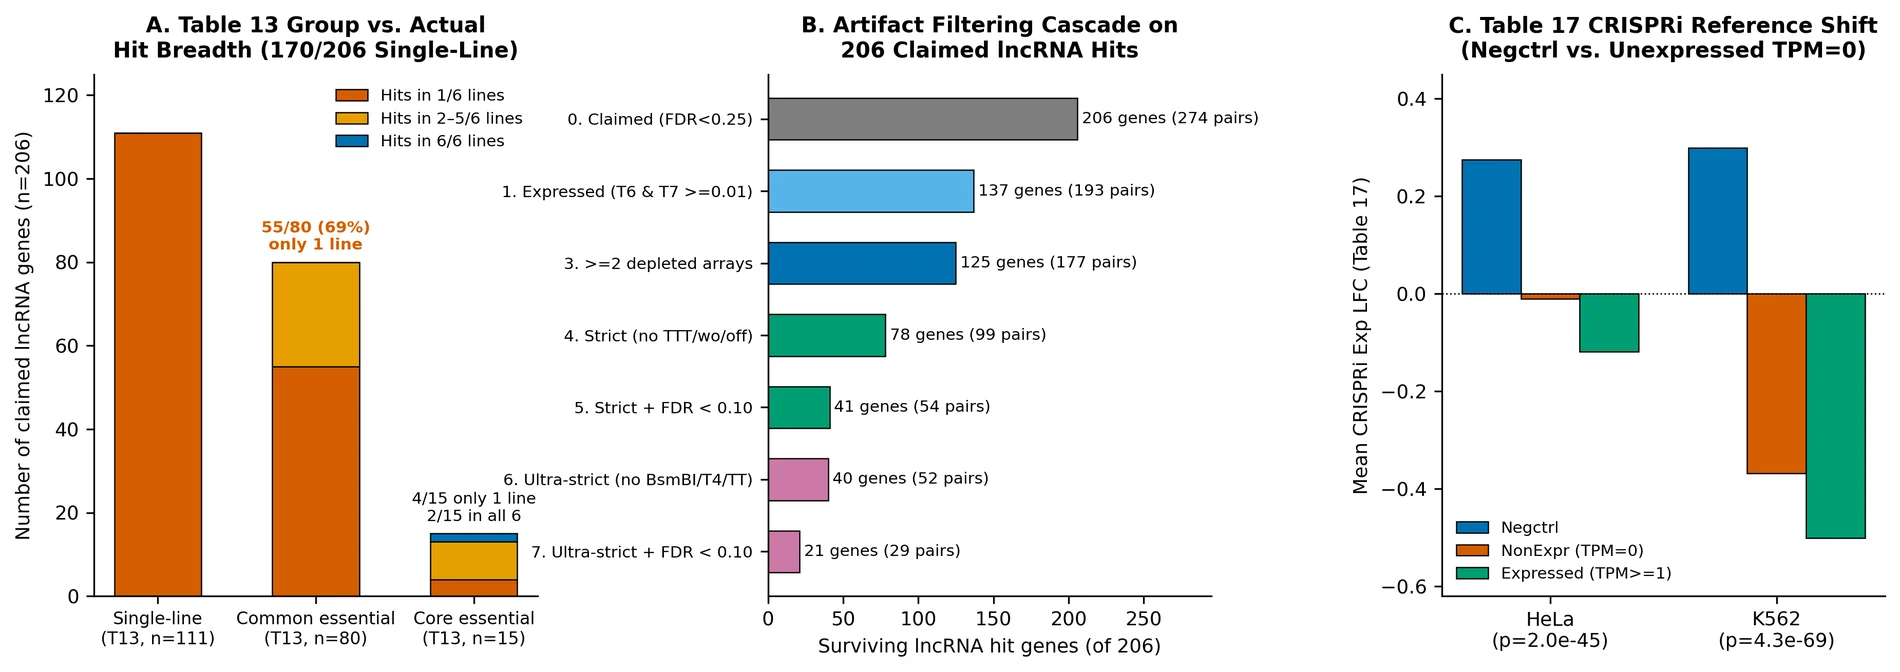 A. Table 13 Group vs. Actual
Hit Breadth (170/206 Single-Line)
Number of claimed lncRNA genes (n=206)
120
100
80
60
40
20
0
Hits in 1/6 lines
Hits in 2–5/6 lines
Hits in 6/6 lines
55/80 (69%)
only 1 line
4/15 only 1 line
2/15 in all 6
Single-line
(T13, n=111)
Common essential
(T13, n=80)
Core essential
(T13, n=15)
B. Artifact Filtering Cascade on
206 Claimed lncRNA Hits
0. Claimed (FDR<0.25)
206 genes (274 pairs)
1. Expressed (T6 & T7 >=0.01)
137 genes (193 pairs)
3. >=2 depleted arrays
125 genes (177 pairs)
4. Strict (no TTT/wo/off)
78 genes (99 pairs)
5. Strict + FDR < 0.10
41 genes (54 pairs)
6. Ultra-strict (no BsmBI/T4/TT)
40 genes (52 pairs)
7. Ultra-strict + FDR < 0.10
21 genes (29 pairs)
0 50 100 150 200 250
Surviving lncRNA hit genes (of 206)
C. Table 17 CRISPRi Reference Shift
(Negctrl vs. Unexpressed TPM=0)
Mean CRISPRi Exp LFC (Table 17)
0.4
0.2
0.0
−0.2
−0.4
−0.6
Negctrl
NonExpr (TPM=0)
Expressed (TPM>=1)
HeLa
(p=2.0e-45)
K562
(p=4.3e-69)